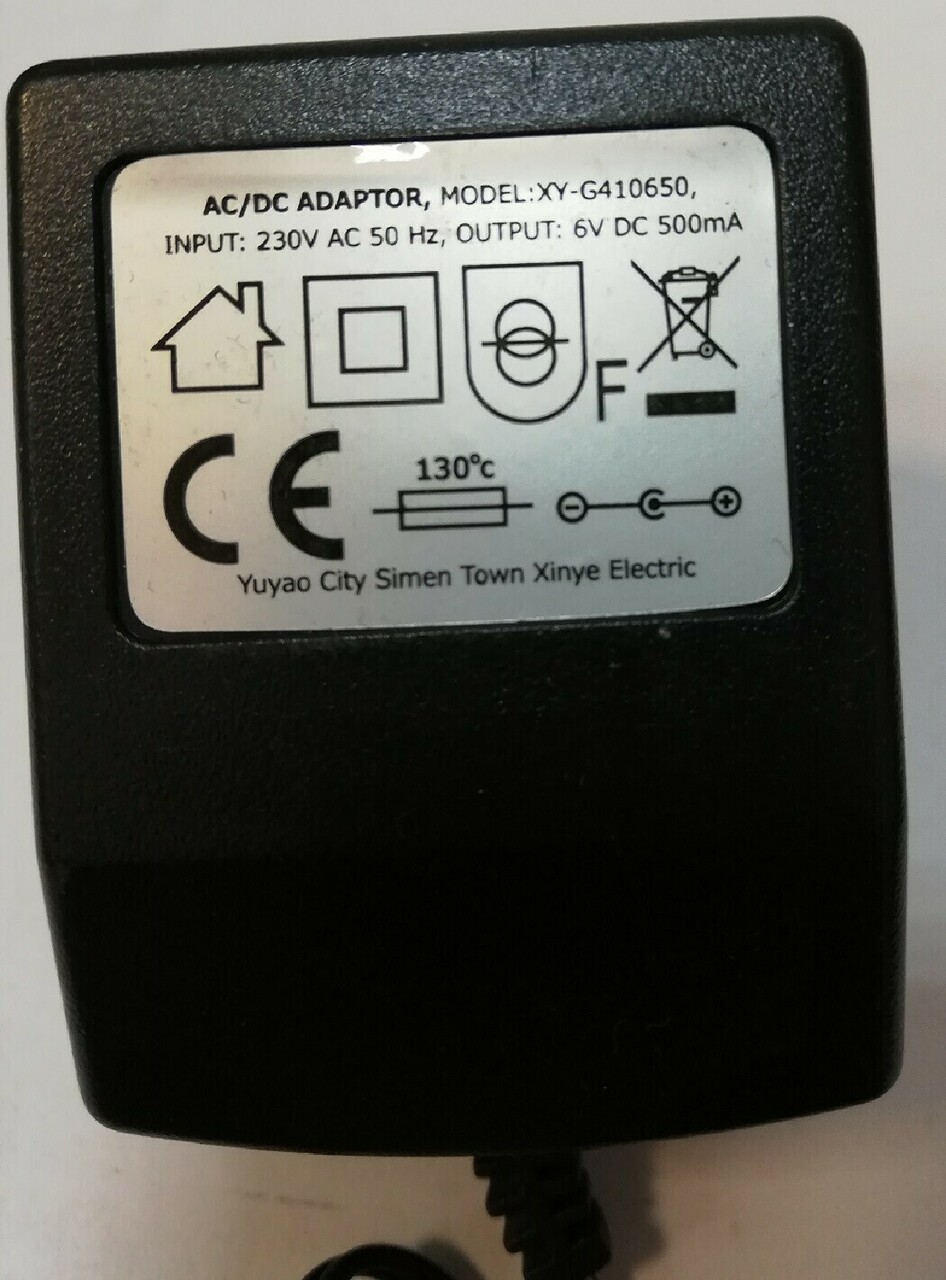 AC/DC ADAPTOR, MODEL:XY-G410650,
INPUT: 230V AC 50 Hz, OUTPUT: 6V DC 500mA
F
CE
130°c
Yuyao City Simen Town Xinye Electric